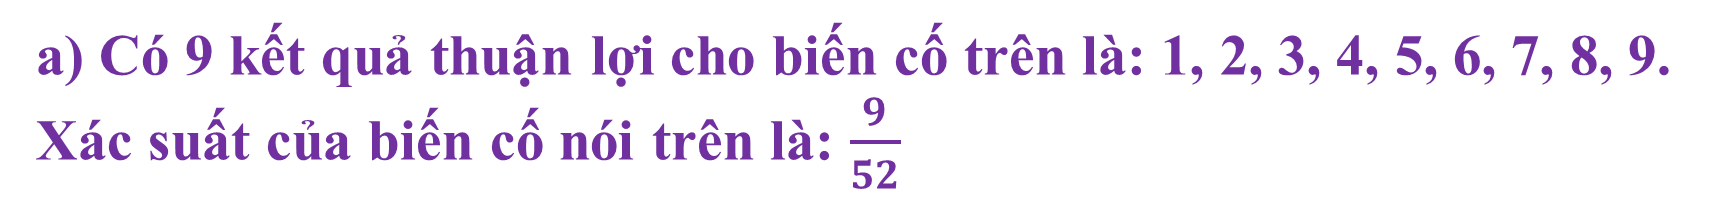 a) Có 9 kết quả thuận lợi cho biến cố trên là: 1, 2, 3, 4, 5, 6, 7, 8, 9.
Xác suất của biến cố nói trên là: 9/52